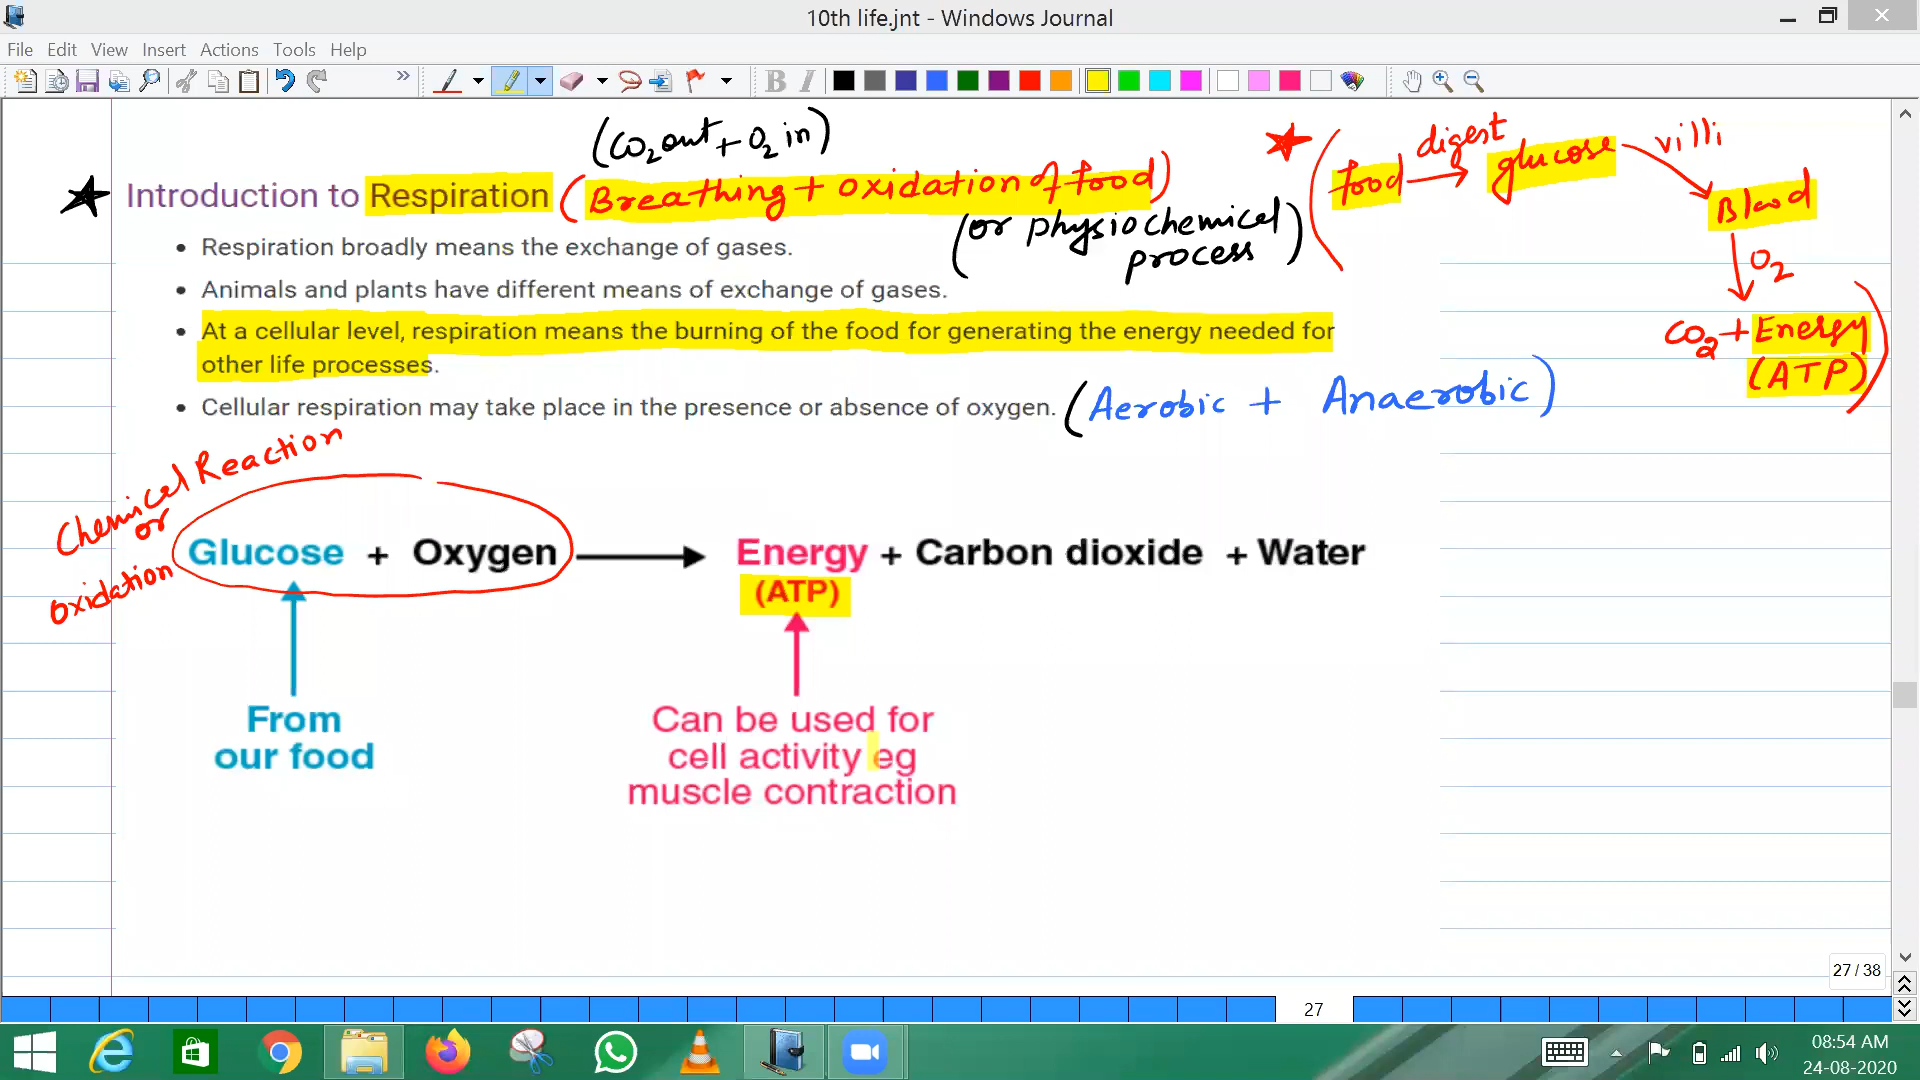 10th life.jnt - Windows Journal
File Edit View Insert Actions Tools Help
(CO2 out + O2 in)
Introduction to Respiration (Breathing + Oxidation of food)
(or physiochemical process)
(food digest → glucose villi → Blood
O2
CO2 + Energy
(ATP))
• Respiration broadly means the exchange of gases.
• Animals and plants have different means of exchange of gases.
• At a cellular level, respiration means the burning of the food for generating the energy needed for
other life processes.
• Cellular respiration may take place in the presence or absence of oxygen. (Aerobic + Anaerobic)
Chemical Reaction
or
Oxidation
Glucose + Oxygen → Energy + Carbon dioxide + Water
(ATP)
From
our food
Can be used for
cell activity eg
muscle contraction
27 / 38
27
08:54 AM
24-08-2020